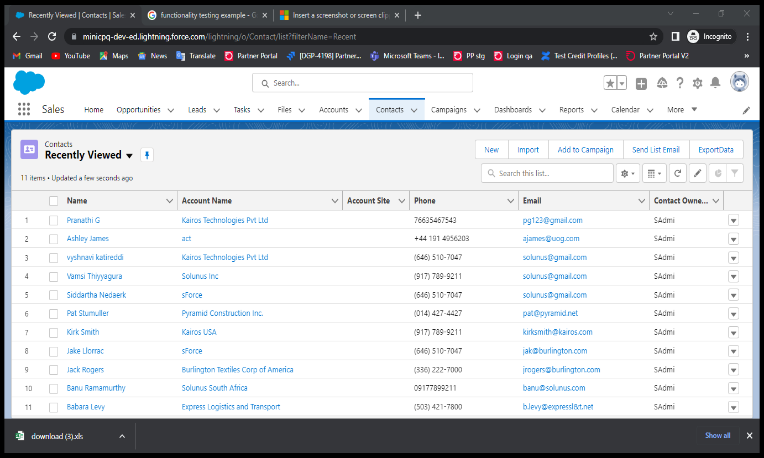 Recently Viewed | Contacts | Sale
functionality testing example - G
Insert a screenshot or screen clip
minicpq-dev-ed.lightning.force.com/lightning/o/Contact/list?filterName=Recent
Incognito
Gmail YouTube Maps News Translate Partner Portal [DGP-4198] Partner... Microsoft Teams - I... PP stg Login qa Test Credit Profiles [... Partner Portal V2
Search...
Sales Home Opportunities Leads Tasks Files Accounts Contacts Campaigns Dashboards Reports Calendar More
Contacts
Recently Viewed
New Import Add to Campaign Send List Email ExportData
11 items • Updated a few seconds ago
Search this list...
Name Account Name Account Site Phone Email Contact Owne...
1 Pranathi G Kairos Technologies Pvt Ltd 76635467543 pg123@gmail.com SAdmi
2 Ashley James act +44 191 4956203 ajames@uog.com SAdmi
3 vyshnavi katireddi Kairos Technologies Pvt Ltd (646) 510-7047 solunus@gmail.com SAdmi
4 Vamsi Thiyyagura Solunus Inc (917) 789-9211 solunus@gmail.com SAdmi
5 Siddartha Nedaerk sForce (646) 510-7047 solunus@gmail.com SAdmi
6 Pat Stumuller Pyramid Construction Inc. (014) 427-4427 pat@pyramid.net SAdmi
7 Kirk Smith Kairos USA (917) 789-9211 kirksmith@kairos.com SAdmi
8 Jake Llorrac sForce (646) 510-7047 jak@burlington.com SAdmi
9 Jack Rogers Burlington Textiles Corp of America (336) 222-7000 jrogers@burlington.com SAdmi
10 Banu Ramamurthy Solunus South Africa 09177899211 banu@solunus.com SAdmi
11 Babara Levy Express Logistics and Transport (503) 421-7800 b.levy@expressl&t.net SAdmi
download (3).xls
Show all